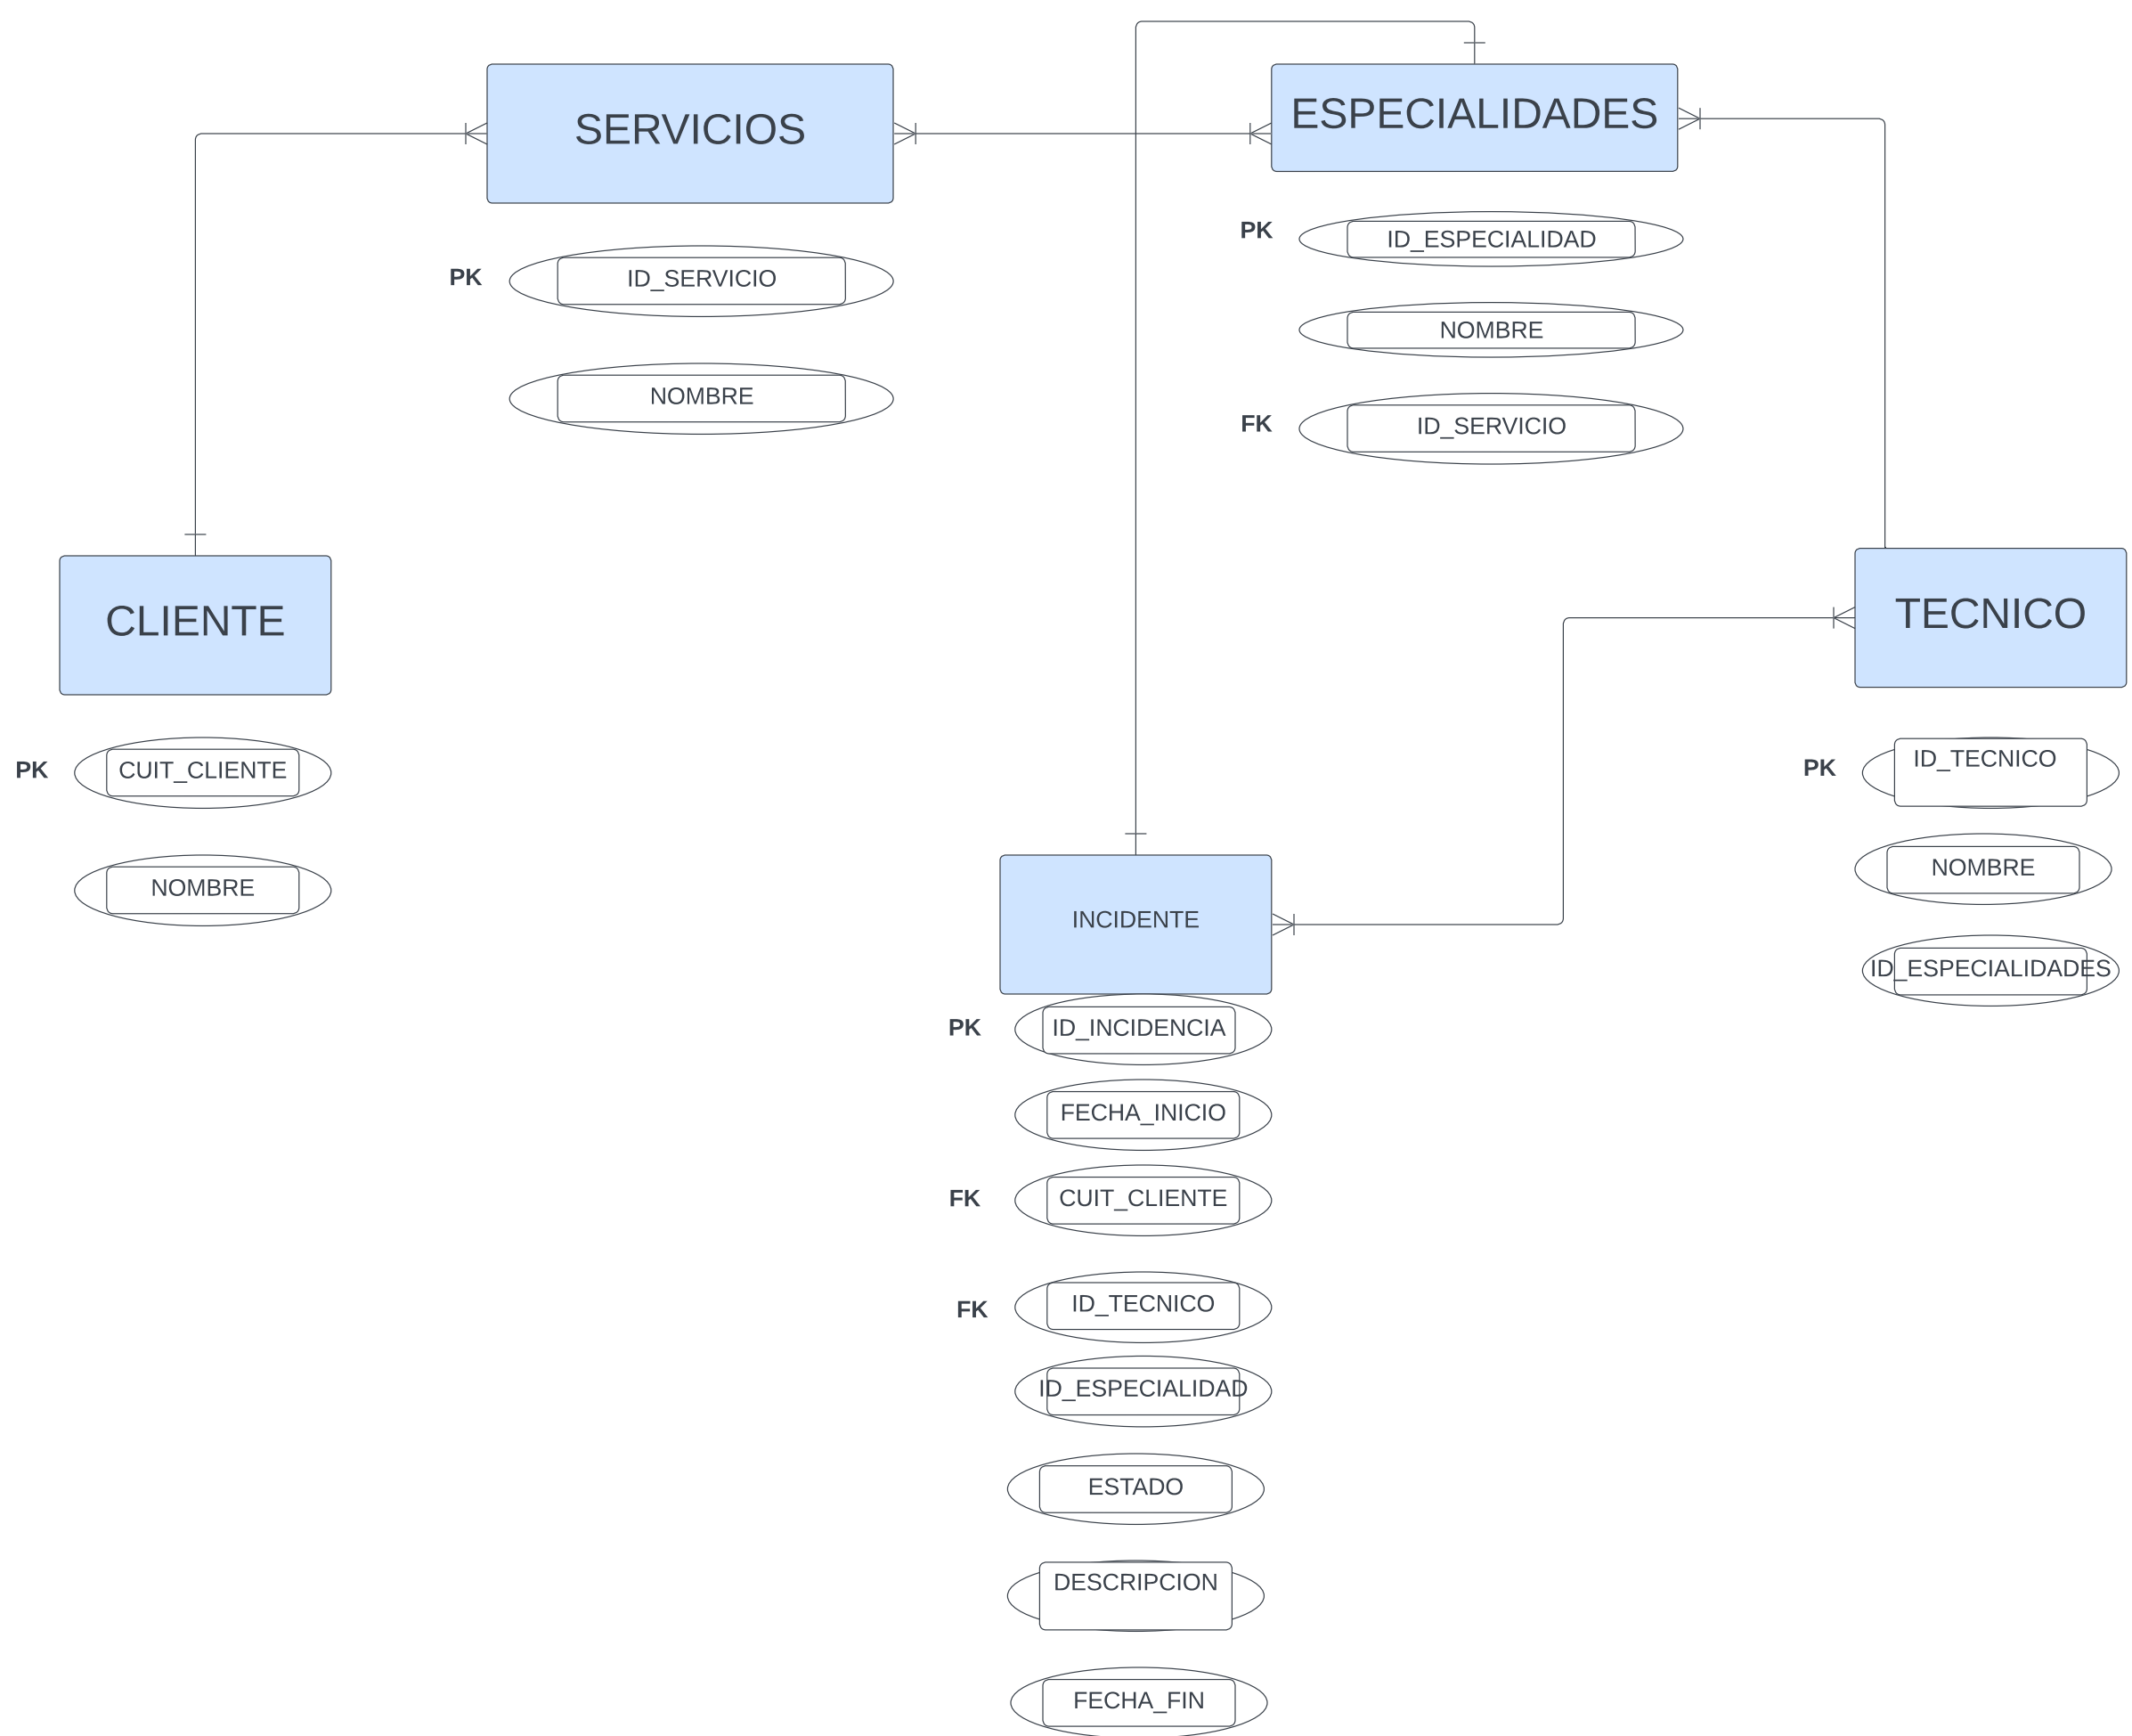 SERVICIOS
ESPECIALIDADES
PK
ID_SERVICIO
NOMBRE
PK
ID_ESPECIALIDAD
NOMBRE
FK
ID_SERVICIO
CLIENTE
PK
CUIT_CLIENTE
NOMBRE
TECNICO
PK
ID_TECNICO
NOMBRE
ID_ESPECIALIDADES
INCIDENTE
PK
ID_INCIDENCIA
FECHA_INICIO
FK
CUIT_CLIENTE
FK
ID_TECNICO
ID_ESPECIALIDAD
ESTADO
DESCRIPCION
FECHA_FIN